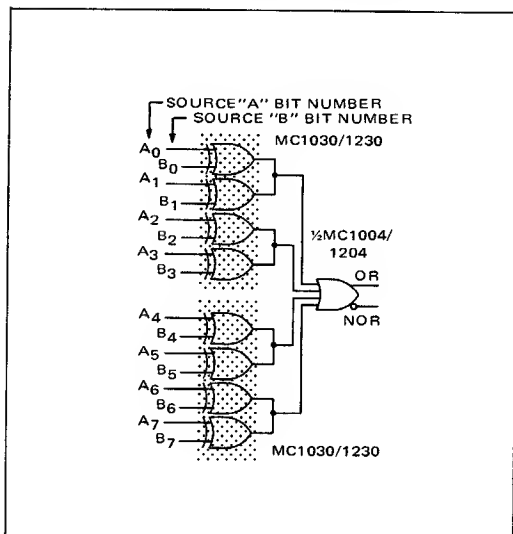 SOURCE "A" BIT NUMBER
SOURCE "B" BIT NUMBER
MC1030/1230
A0
B0
A1
B1
A2
B2
A3
B3
½MC1004/
1204
OR
NOR
A4
B4
A5
B5
A6
B6
A7
B7
MC1030/1230